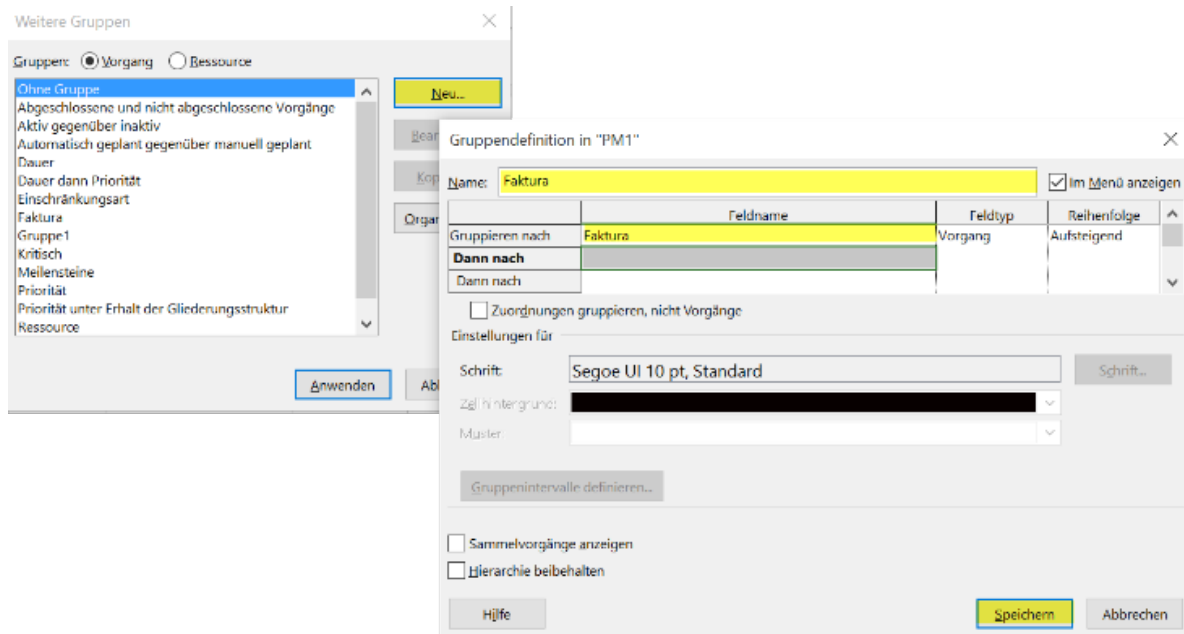 Weitere Gruppen
Gruppen: Vorgang Ressource
Ohne Gruppe
Abgeschlossene und nicht abgeschlossene Vorgänge
Aktiv gegenüber inaktiv
Automatisch geplant gegenüber manuell geplant
Dauer
Dauer dann Priorität
Einschränkungsart
Faktura
Gruppe1
Kritisch
Meilensteine
Priorität
Priorität unter Erhalt der Gliederungsstruktur
Ressource
Neu...
Bear
Kop
Organ
Anwenden
Abl
Gruppendefinition in "PM1"
Name: Faktura Im Menü anzeigen
Feldname Feldtyp Reihenfolge
Gruppieren nach Faktura Vorgang Aufsteigend
Dann nach
Dann nach
Zuordnungen gruppieren, nicht Vorgänge
Einstellungen für
Schrift: Segoe UI 10 pt, Standard Schrift...
Zellhintergrund:
Muster
Gruppenintervalle definieren...
Sammelvorgänge anzeigen
Hierarchie beibehalten
Hilfe Speichern Abbrechen